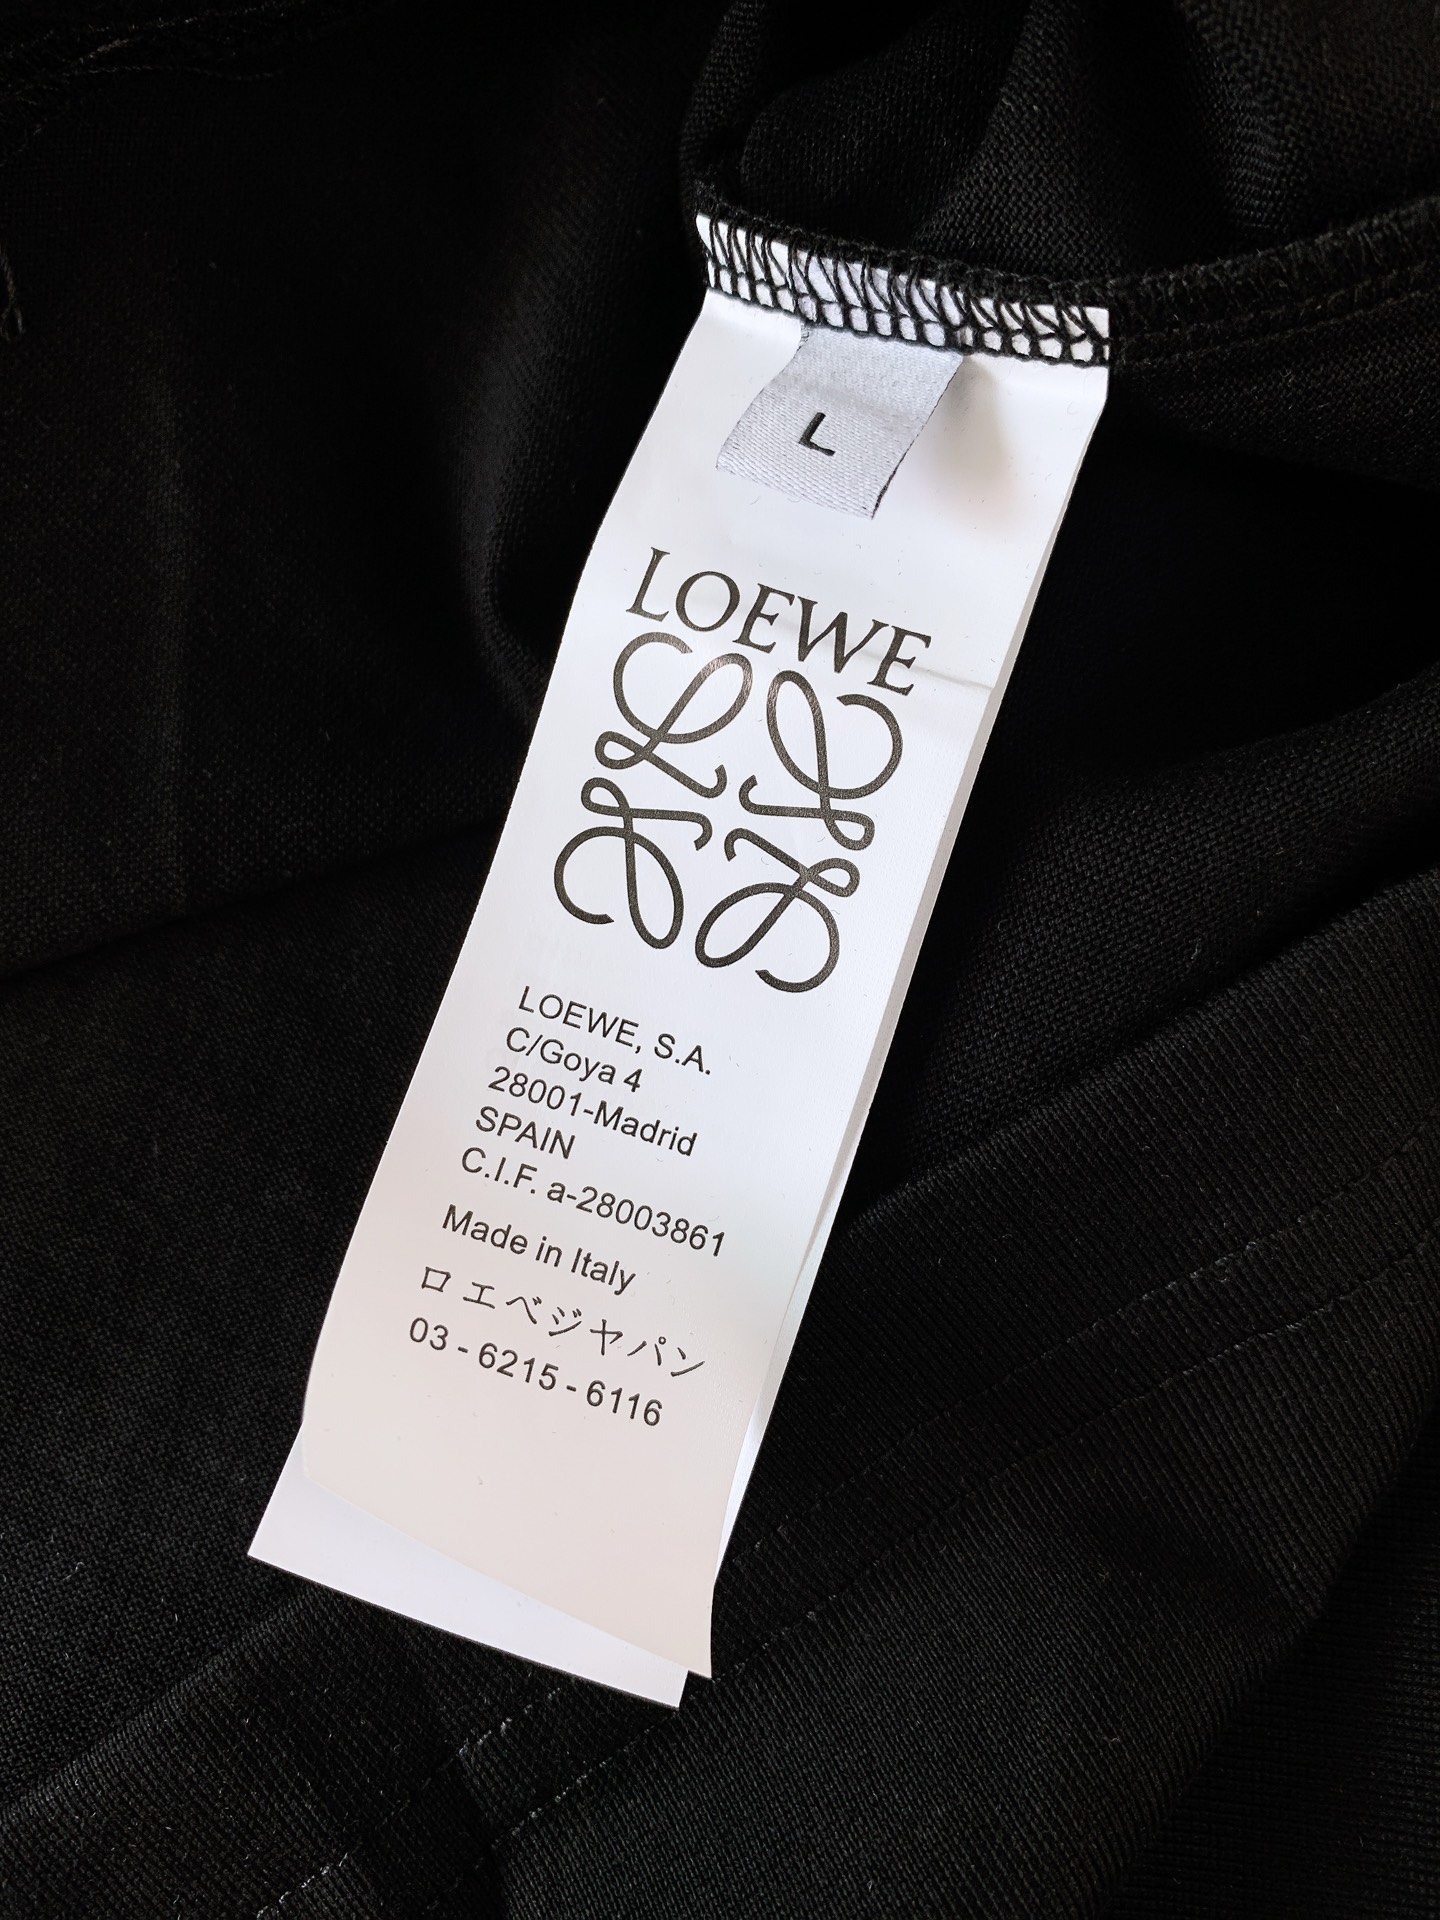 L
LOEWE
LOEWE, S.A.
C/Goya 4
28001-Madrid
SPAIN
C.I.F. a-28003861
Made in Italy
ロエベジャパン
03 - 6215 - 6116